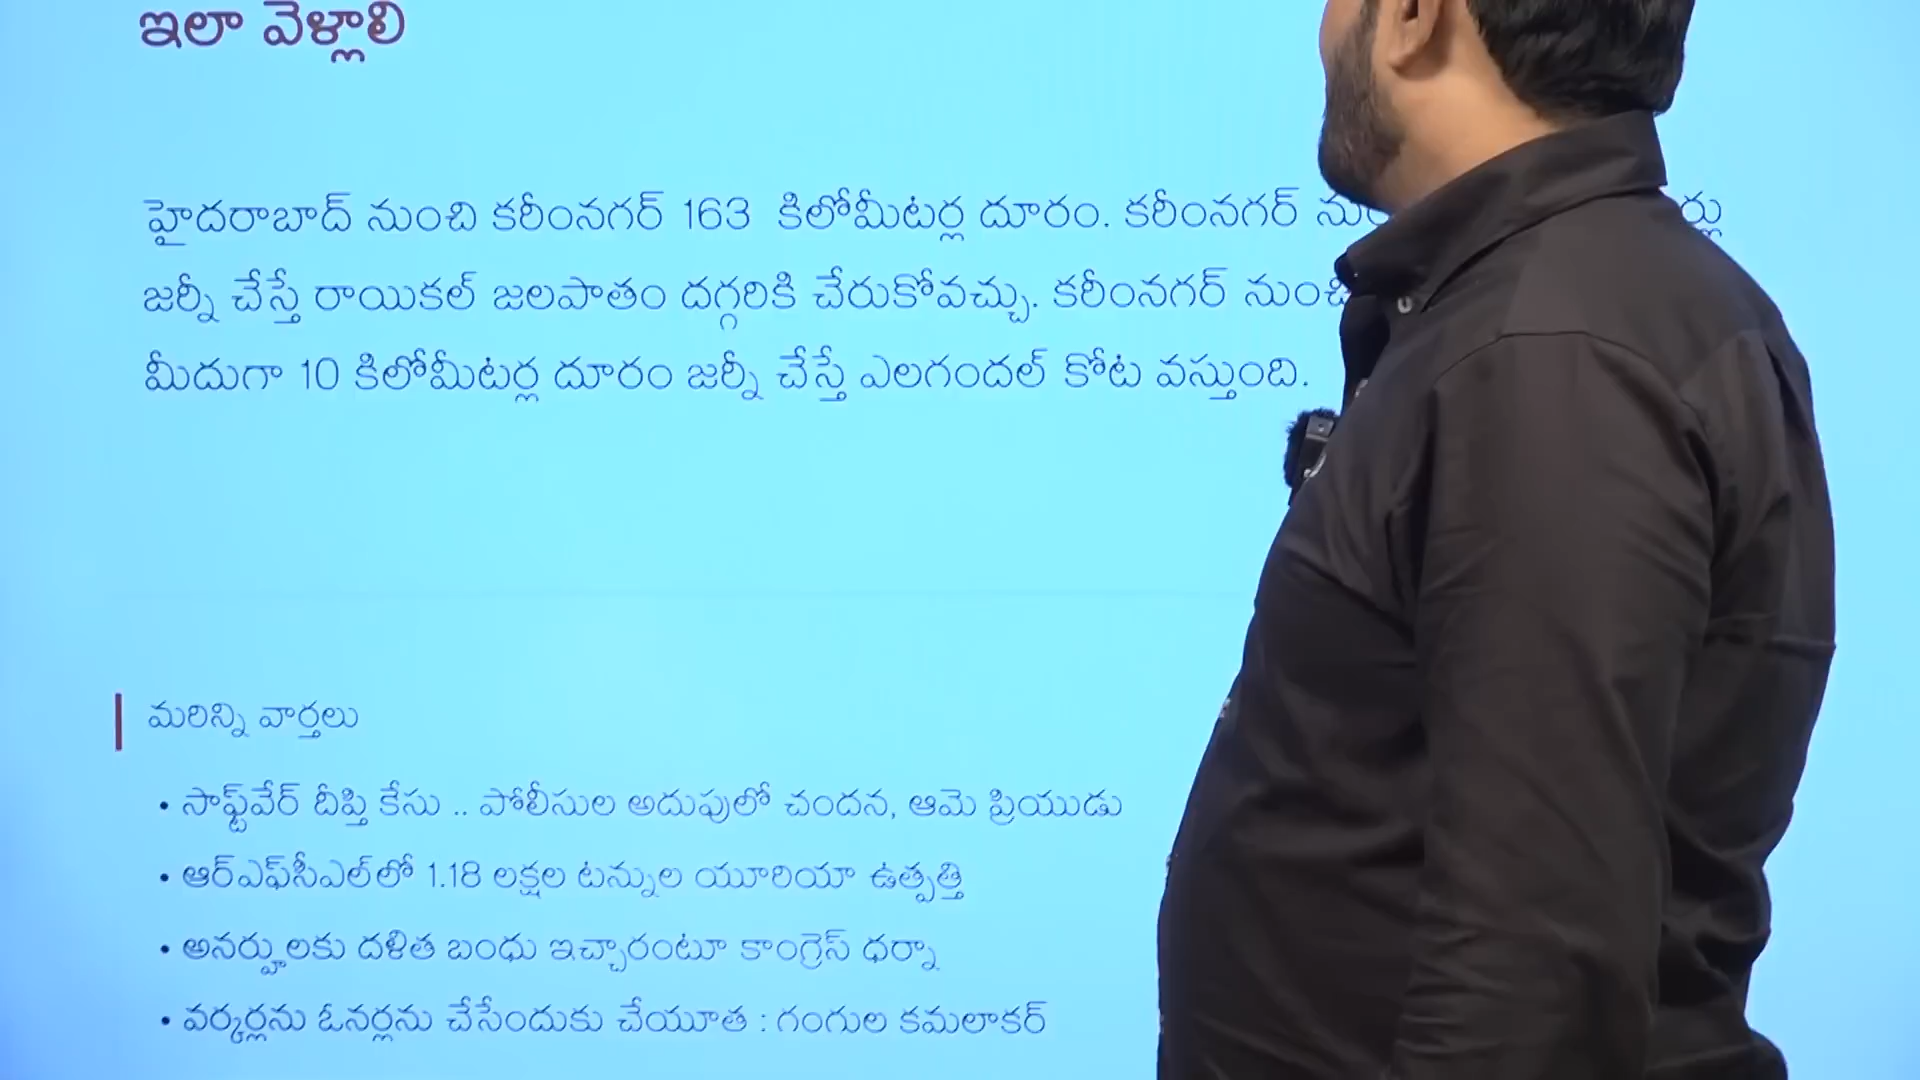 ఇలా వెళ్లాలి
హైదరాబాద్ నుంచి కరీంనగర్ 163 కిలోమీటర్ల దూరం. కరీంనగర్
జర్నీ చేస్తే రాయికల్ జలపాతం దగ్గరికి చేరుకోవచ్చు. కరీంనగర్ నుంచి
మీదుగా 10 కిలోమీటర్ల దూరం జర్నీ చేస్తే ఎలగందల్ కోట వస్తుంది.
మరిన్ని వార్తలు
• సాఫ్ట్‌వేర్ దీప్తి కేసు .. పోలీసుల అదుపులో చందన, ఆమె ప్రియుడు
• ఆర్ఎఫ్‌సీఎల్‌లో 1.18 లక్షల టన్నుల యూరియా ఉత్పత్తి
• అనర్హులకు దళిత బంధు ఇచ్చారంటూ కాంగ్రెస్ ధర్నా
• వర్కర్లను ఓనర్లను చేసేందుకు చేయూత : గంగుల కమలాకర్